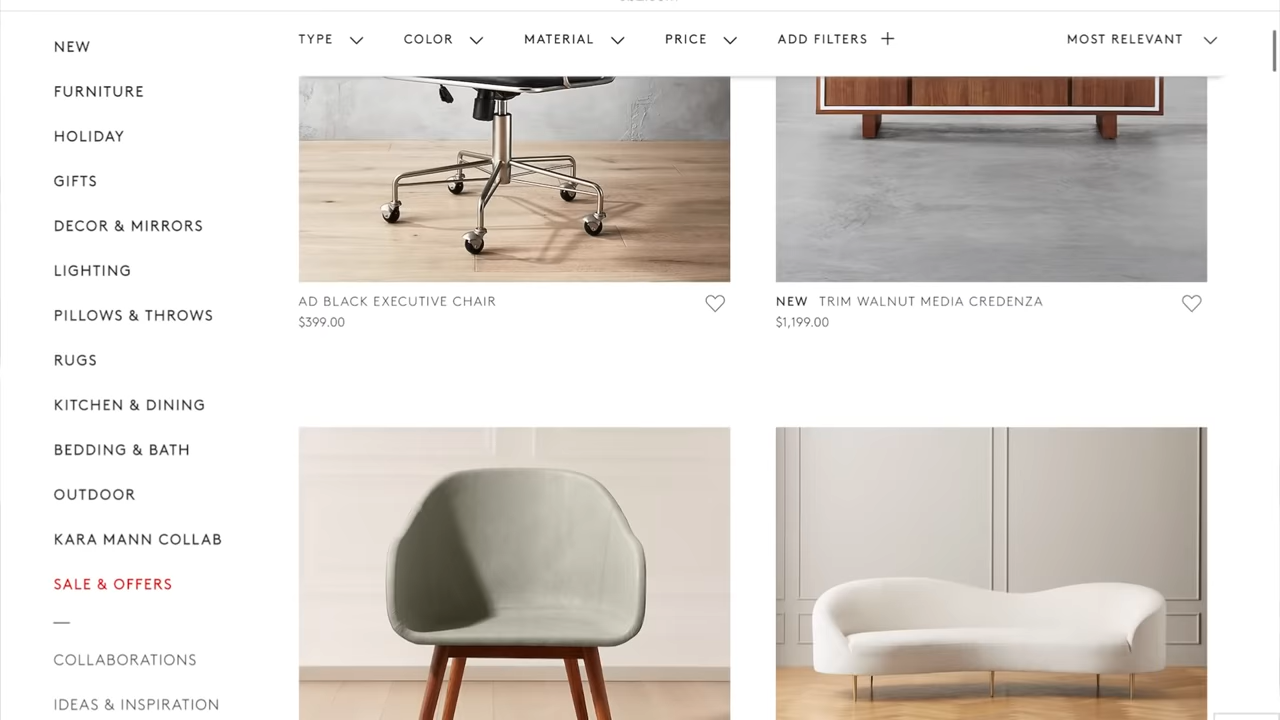 NEW
FURNITURE
HOLIDAY
GIFTS
DECOR & MIRRORS
LIGHTING
PILLOWS & THROWS
RUGS
KITCHEN & DINING
BEDDING & BATH
OUTDOOR
KARA MANN COLLAB
SALE & OFFERS
COLLABORATIONS
IDEAS & INSPIRATION
TYPE COLOR MATERIAL PRICE ADD FILTERS + MOST RELEVANT
AD BLACK EXECUTIVE CHAIR
$399.00
NEW TRIM WALNUT MEDIA CREDENZA
$1,199.00